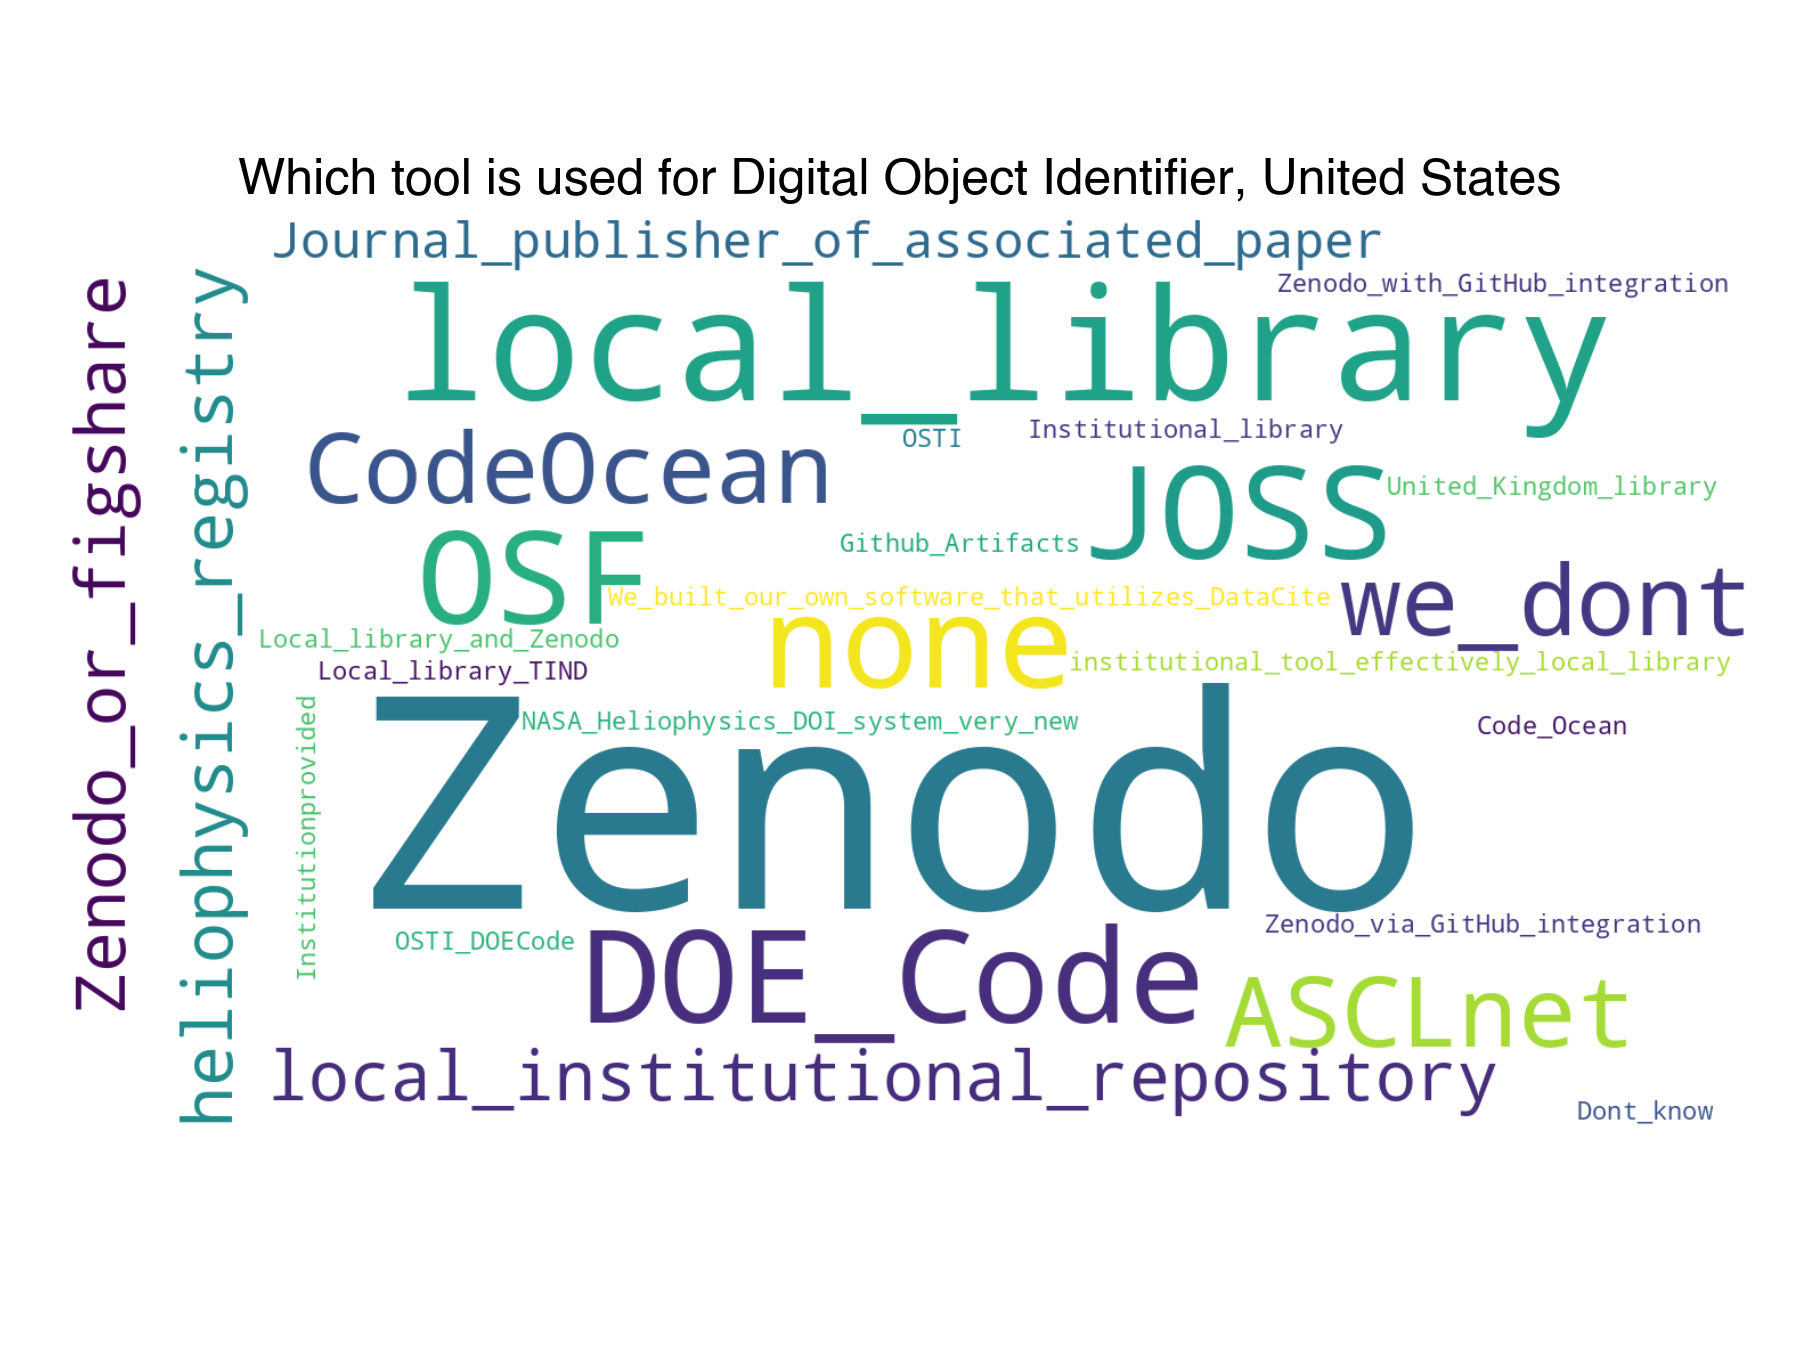 Which tool is used for Digital Object Identifier, United States
Journal_publisher_of_associated_paper
Zenodo_with_GitHub_integration
local_library
Zenodo_or_figshare
heliophysics_registry
CodeOcean
OSTI
Institutional_library
JOSS
United_Kingdom_library
OSF
Github_Artifacts
We_built_our_own_software_that_utilizes_DataCite
we_dont
Local_library_and_Zenodo
none
Local_library_TIND
institutional_tool_effectively_local_library
NASA_Heliophysics_DOI_system_very_new
Code_Ocean
Zenodo
Institutionprovided
Zenodo_via_GitHub_integration
OSTI_DOECode
DOE_Code
ASCLnet
local_institutional_repository
Dont_know